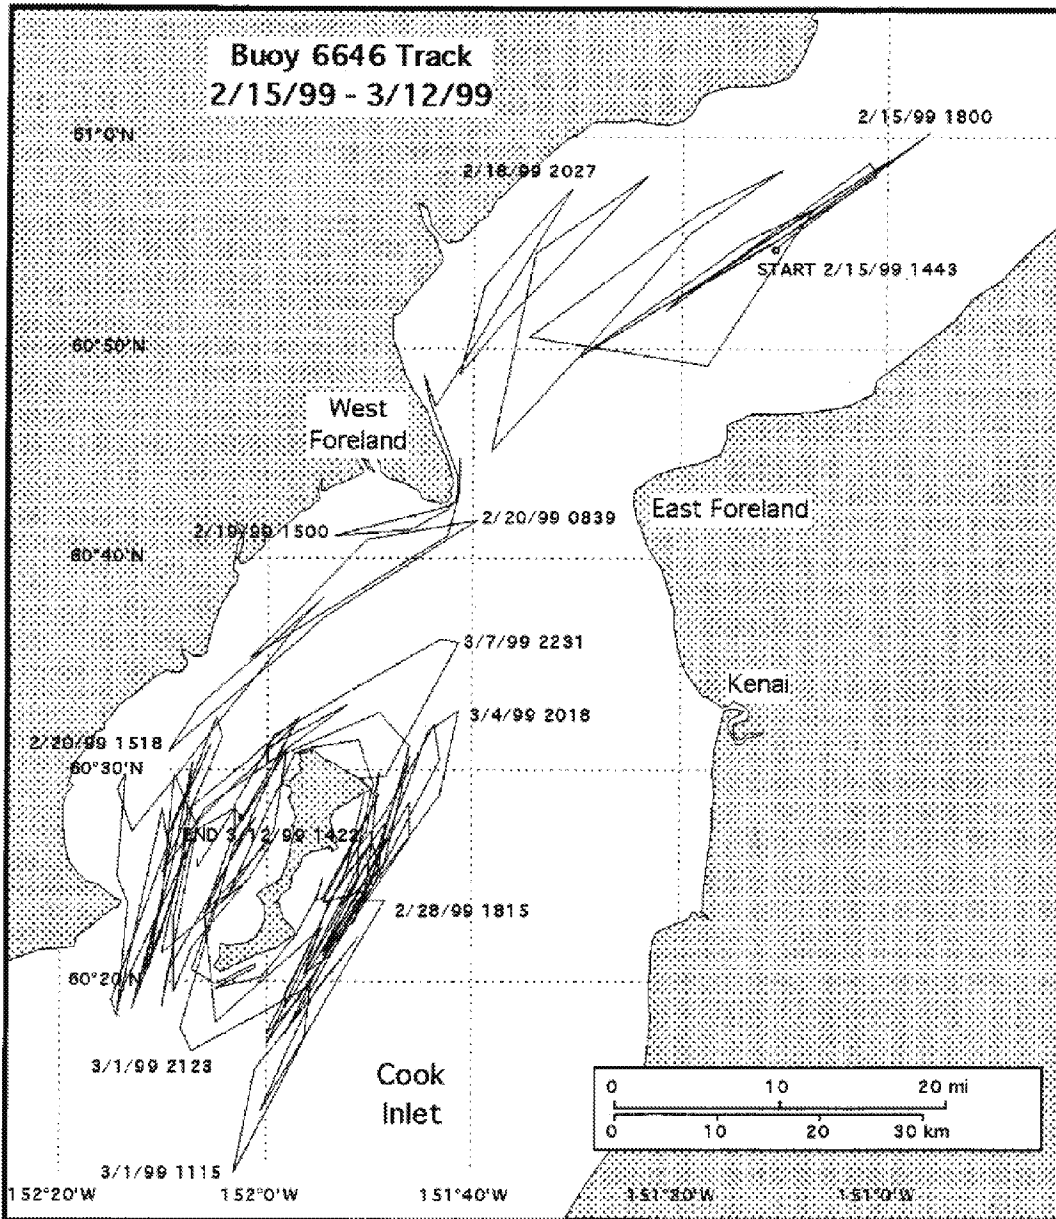 Buoy 6646 Track
2/15/99 - 3/12/99
2/15/99 1800
61°0'N
2/18/99 2027
START 2/15/99 1443
60°50'N
West
Foreland
East Foreland
2/20/99 0839
2/19/99 1500
60°40'N
3/7/99 2231
Kenai
3/4/99 2018
2/20/99 1518
60°30'N
END 3/12/99 1422
2/28/99 1815
60°20'N
3/1/99 2123
Cook
Inlet
0 10 20 mi
0 10 20 30 km
3/1/99 1115
152°20'W 152°0'W 151°40'W 151°20'W 151°0'W